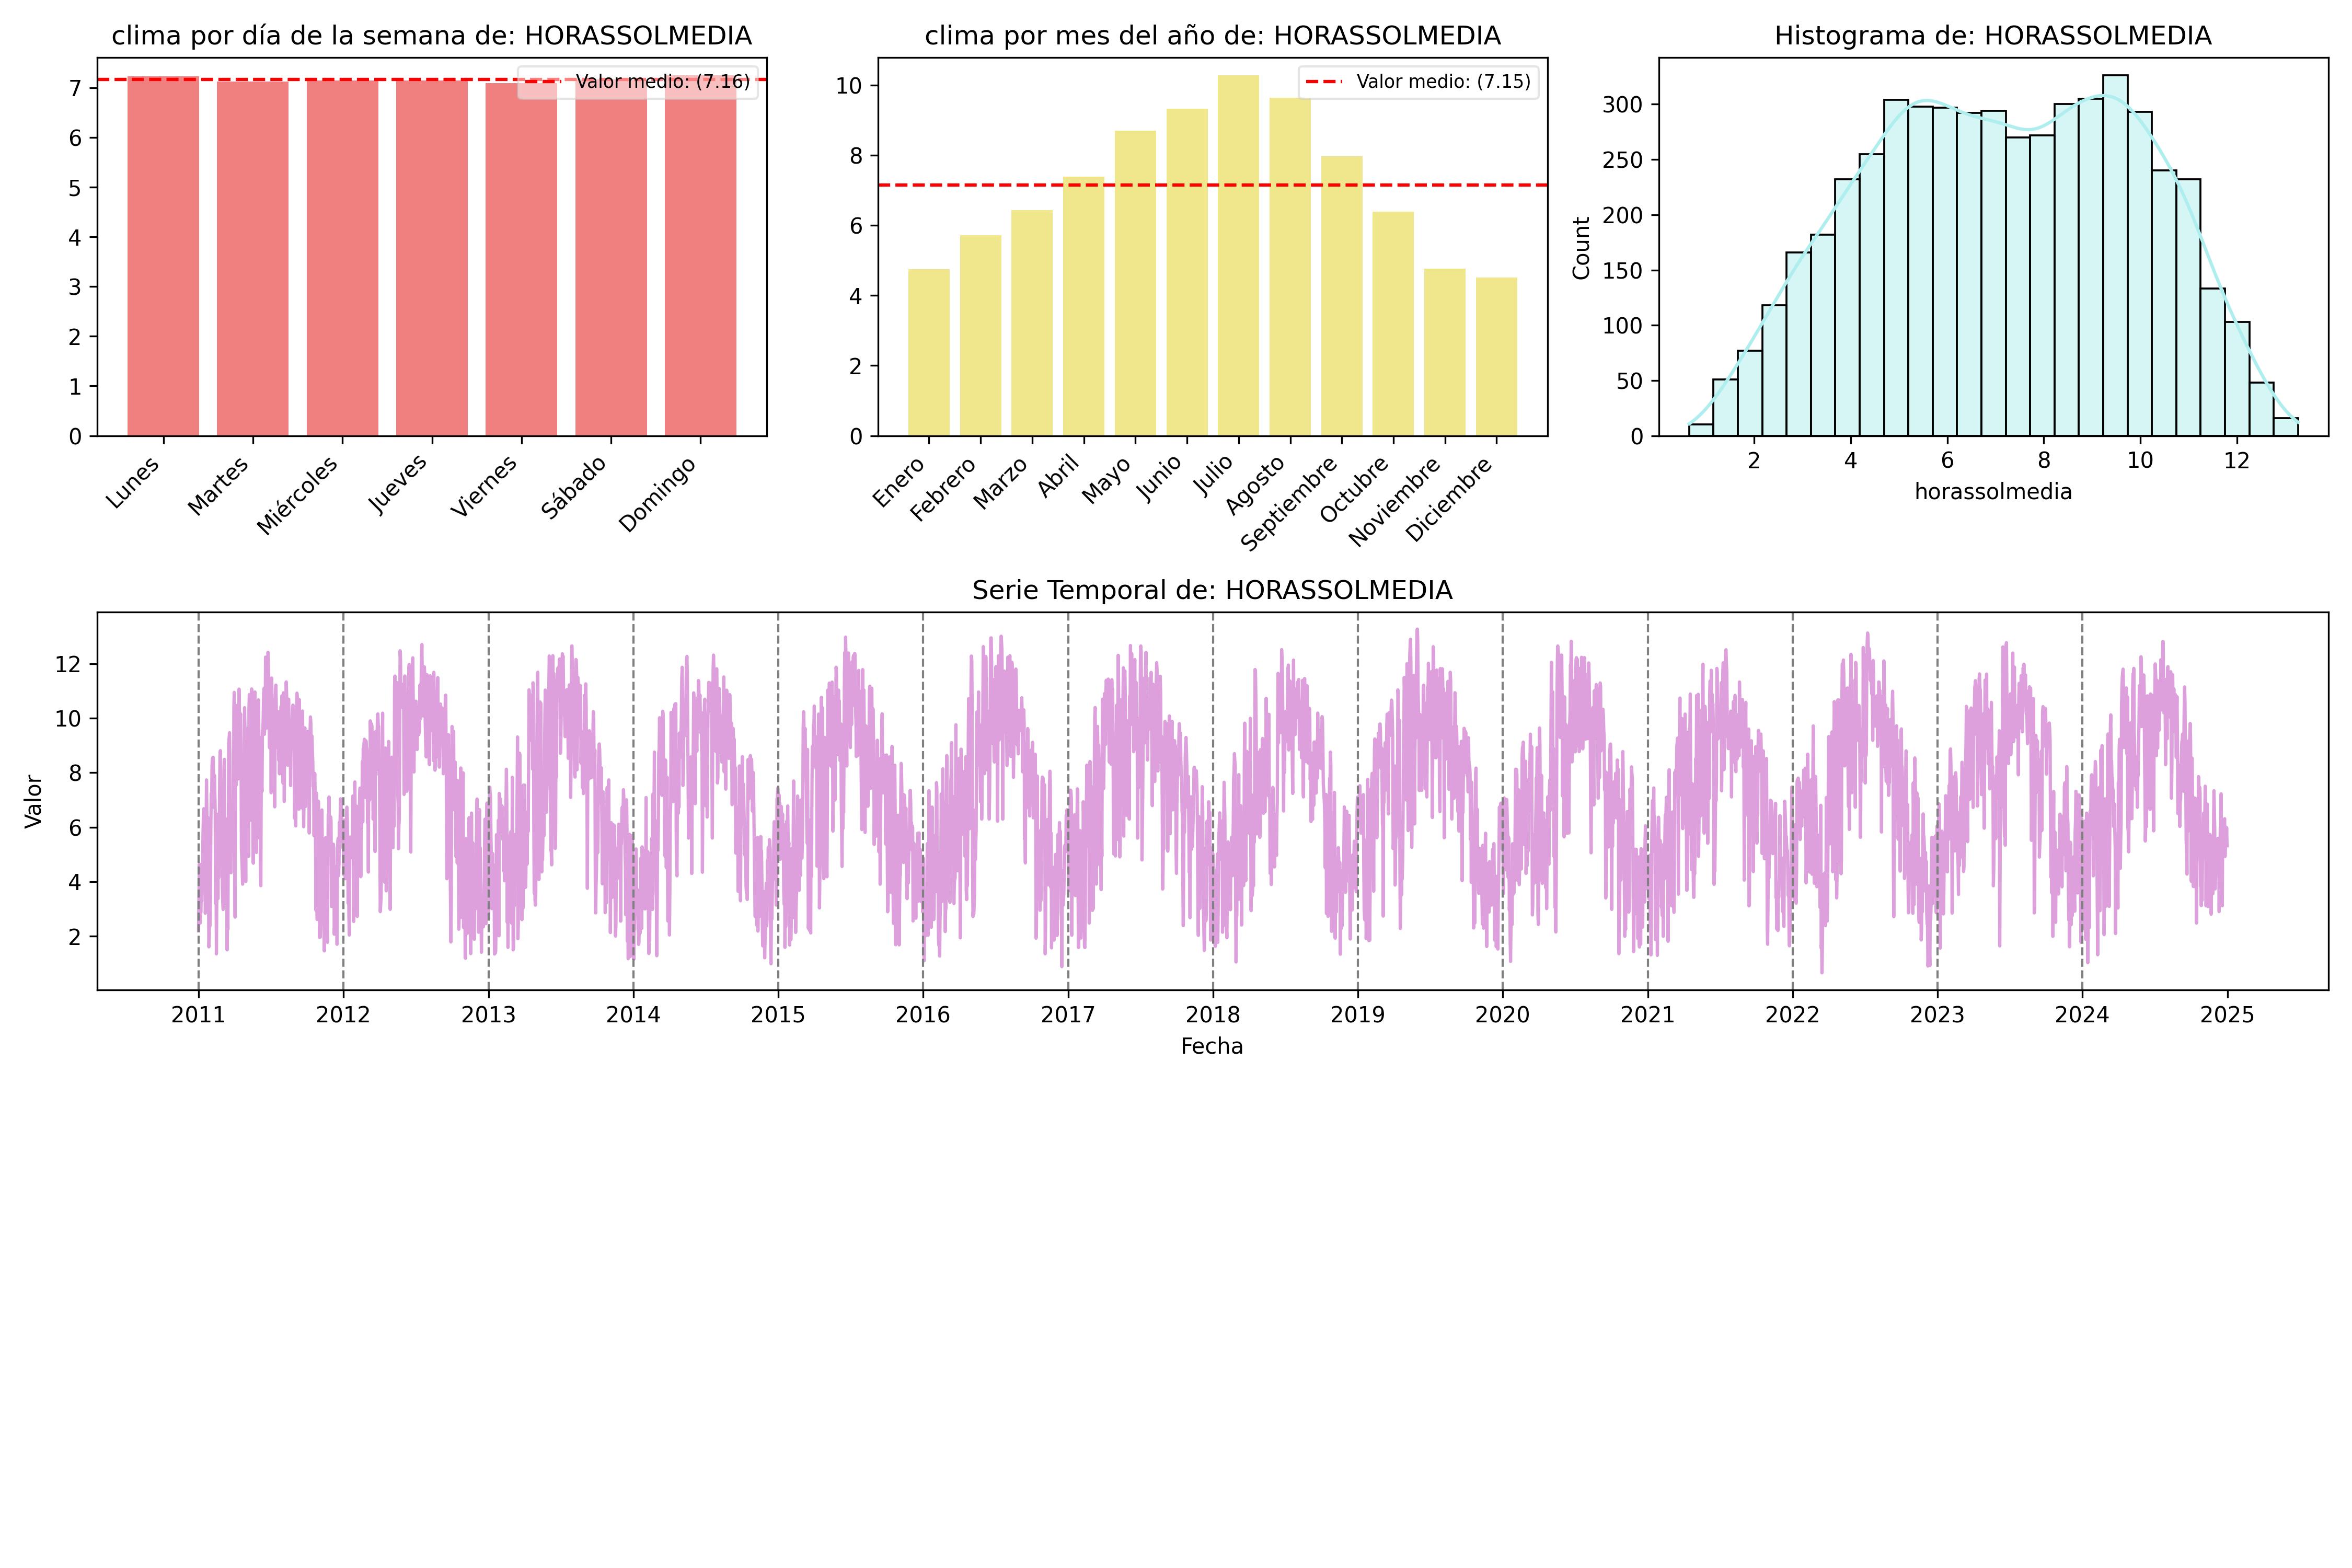 clima por día de la semana de: HORASSOLMEDIA
Valor medio: (7.16)
7
6
5
4
3
2
1
0
Lunes
Martes
Miércoles
Jueves
Viernes
Sábado
Domingo
clima por mes del año de: HORASSOLMEDIA
Valor medio: (7.15)
10
8
6
4
2
0
Enero
Febrero
Marzo
Abril
Mayo
Junio
Julio
Agosto
Septiembre
Octubre
Noviembre
Diciembre
Histograma de: HORASSOLMEDIA
Count
300
250
200
150
100
50
0
2 4 6 8 10 12
horassolmedia
Serie Temporal de: HORASSOLMEDIA
Valor
12
10
8
6
4
2
2011 2012 2013 2014 2015 2016 2017 2018 2019 2020 2021 2022 2023 2024 2025
Fecha